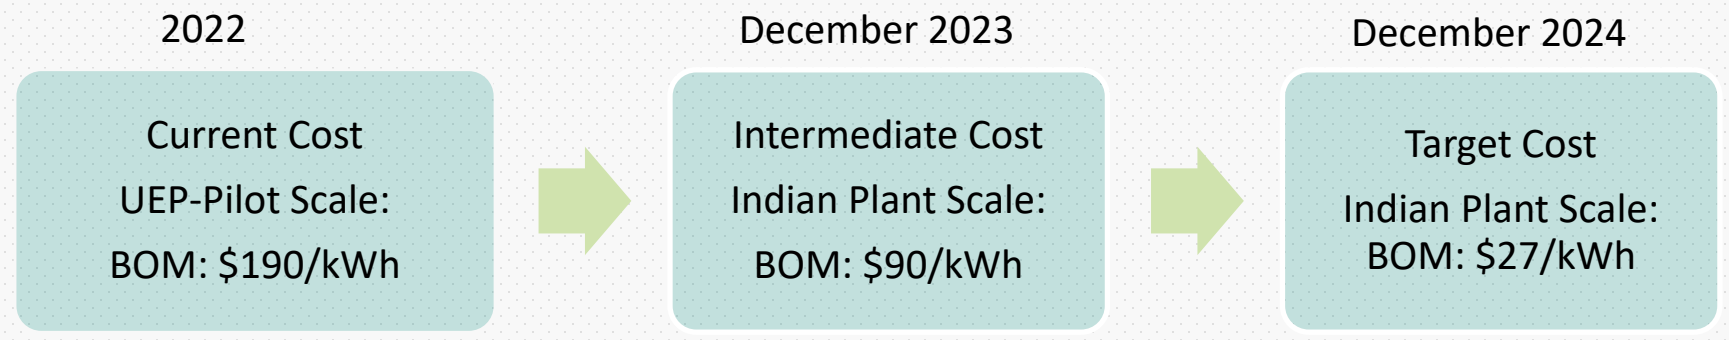 2022
Current Cost
UEP-Pilot Scale:
BOM: $190/kWh
December 2023
Intermediate Cost
Indian Plant Scale:
BOM: $90/kWh
December 2024
Target Cost
Indian Plant Scale:
BOM: $27/kWh